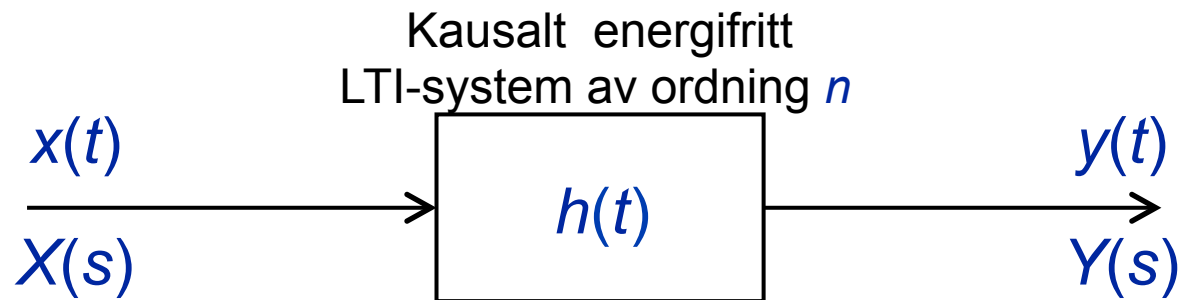 Kausalt energifritt
LTI-system av ordning n
x(t)
y(t)
h(t)
X(s)
Y(s)